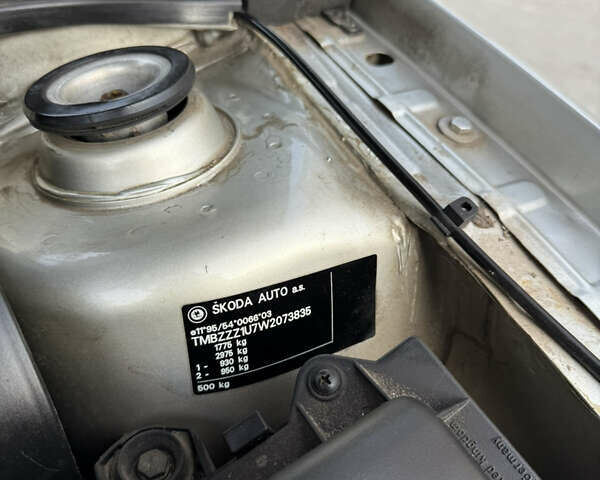 ŠKODA AUTO a.s.
e11*95/54*0066*03
TMBZZZ1U7W2073835
1775 kg
2975 kg
1 - 930 kg
2 - 950 kg
500 kg
Germany